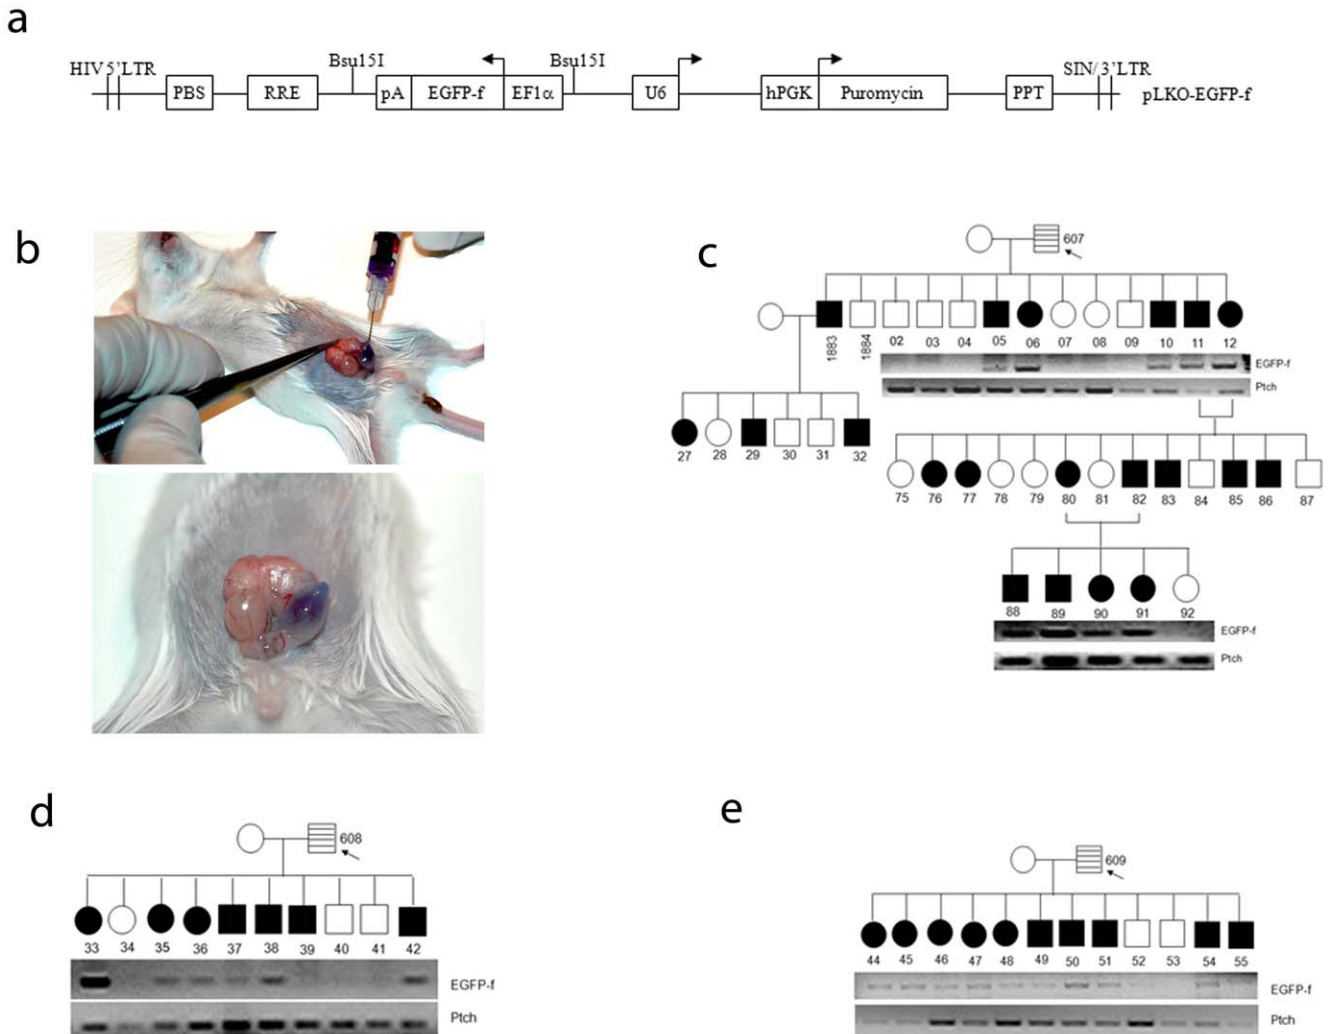 a
HIV 5'LTR
Bsu15I
Bsu15I
SIN/ 3'LTR
PBS RRE pA EGFP-f EF1α U6 hPGK Puromycin PPT pLKO-EGFP-f
b
c
607
1883 1884 02 03 04 05 06 07 08 09 10 11 12
EGFP-f
Ptch
27 28 29 30 31 32
75 76 77 78 79 80 81 82 83 84 85 86 87
88 89 90 91 92
EGFP-f
Ptch
d
608
33 34 35 36 37 38 39 40 41 42
EGFP-f
Ptch
e
609
44 45 46 47 48 49 50 51 52 53 54 55
EGFP-f
Ptch